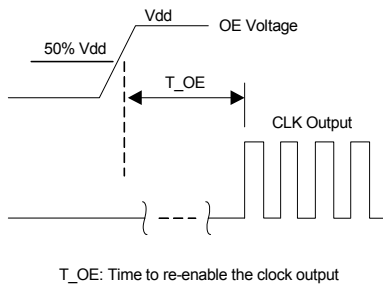 Vdd
OE Voltage
50% Vdd
T_OE
CLK Output
T_OE: Time to re-enable the clock output